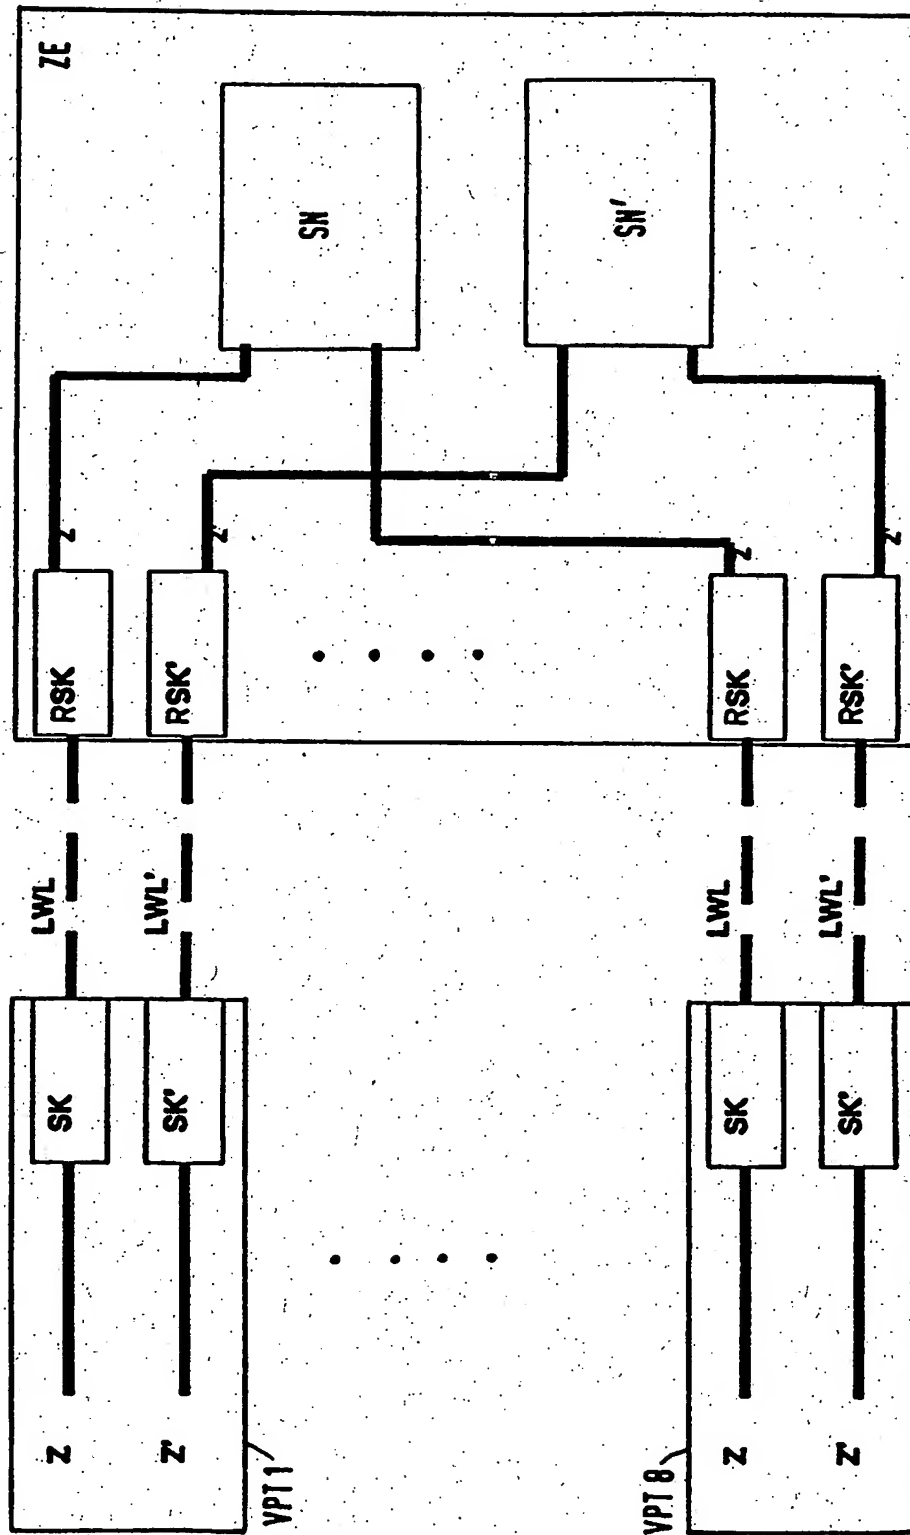 ZE
SN
SN'
Z
Z'
Z
Z'
RSK
RSK'
RSK
RSK'
LWL
LWL'
LWL
LWL'
SK
SK'
SK
SK'
Z
Z'
Z
Z'
VPT 1
VPT 8